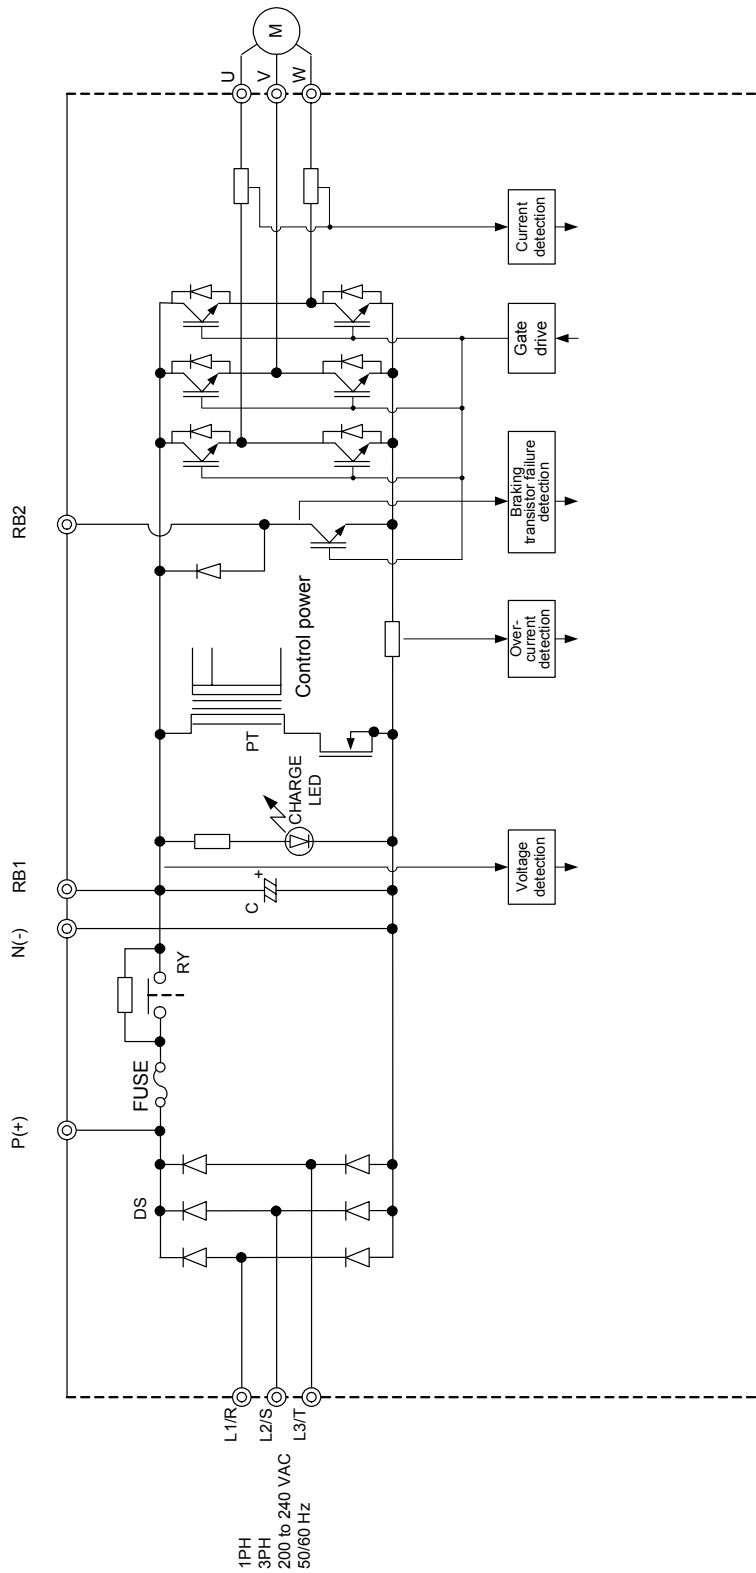 M
U
V
W
Current
detection
Gate
drive
RB2
Braking
transistor failure
detection
Control power
Over-
current
detection
PT
CHARGE
LED
RB1
C
+
Voltage
detection
N(-)
RY
FUSE
P(+)
DS
L1/R
L2/S
L3/T
1PH
3PH
200 to 240 VAC
50/60 Hz